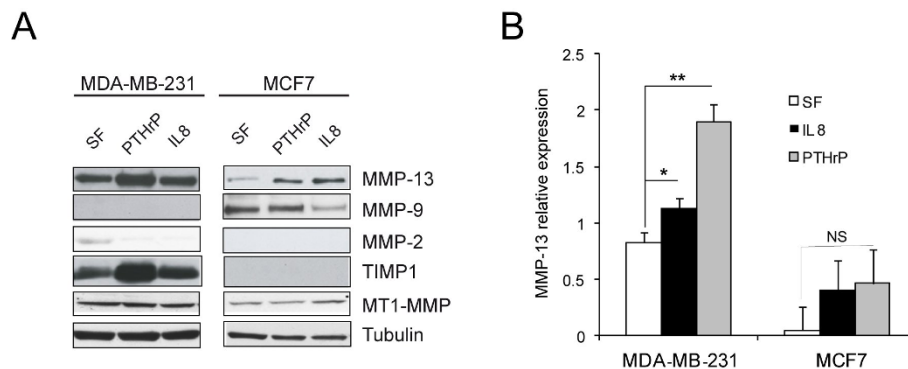 A
MDA-MB-231 MCF7
SF PTHrP IL8 SF PTHrP IL8
MMP-13
MMP-9
MMP-2
TIMP1
MT1-MMP
Tubulin
B
MMP-13 relative expression
2.5
2
1.5
1
0.5
0
**
*
NS
SF
IL8
PTHrP
MDA-MB-231 MCF7